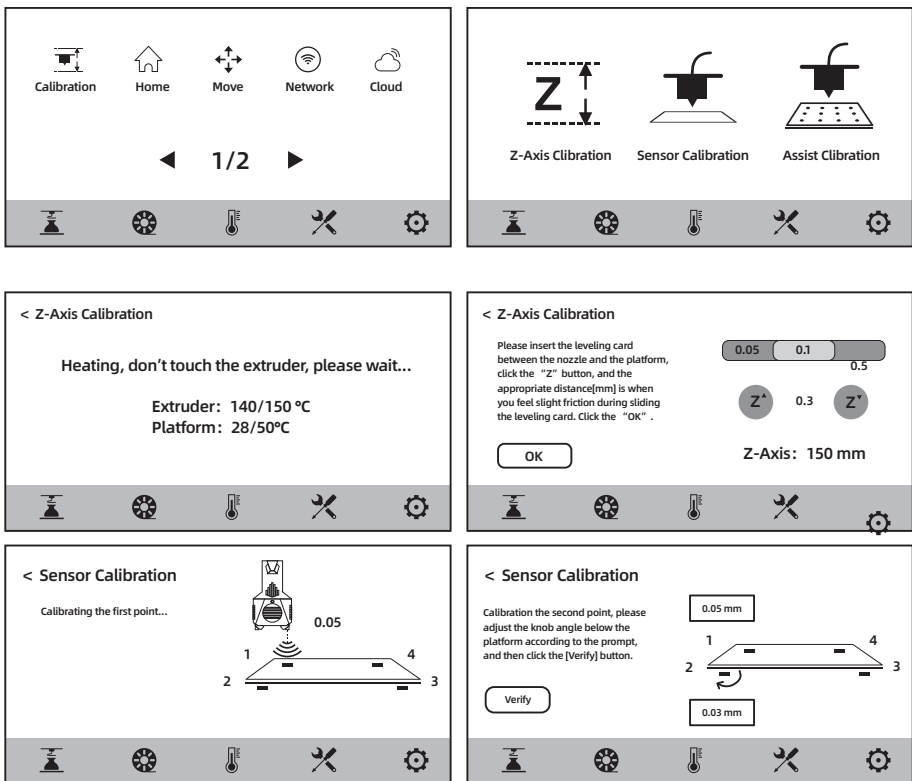 Calibration Home Move Network Cloud
1/2
Z
Z-Axis Clibration Sensor Calibration Assist Clibration
< Z-Axis Calibration
Heating, don't touch the extruder, please wait...
Extruder: 140/150 ℃
Platform: 28/50℃
< Z-Axis Calibration
Please insert the leveling card
between the nozzle and the platform,
click the “Z” button, and the
appropriate distance[mm] is when
you feel slight friction during sliding
the leveling card. Click the “OK” .
OK
0.05 0.1
0.5
Z 0.3 Z
Z-Axis: 150 mm
< Sensor Calibration
Calibrating the first point...
0.05
1 4
2 3
< Sensor Calibration
Calibration the second point, please
adjust the knob angle below the
platform according to the prompt,
and then click the [Verify] button.
Verify
0.05 mm
1 4
2 3
0.03 mm